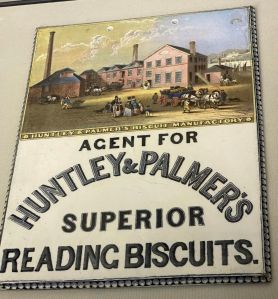 HUNTLEY & PALMER'S BISCUIT MANUFACTORY
AGENT FOR
HUNTLEY & PALMER'S
SUPERIOR
READING BISCUITS.